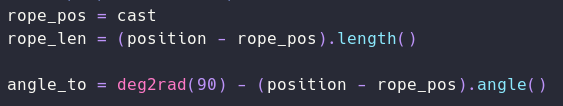 rope_pos = cast
rope_len = (position - rope_pos).length()
angle_to = deg2rad(90) - (position - rope_pos).angle()